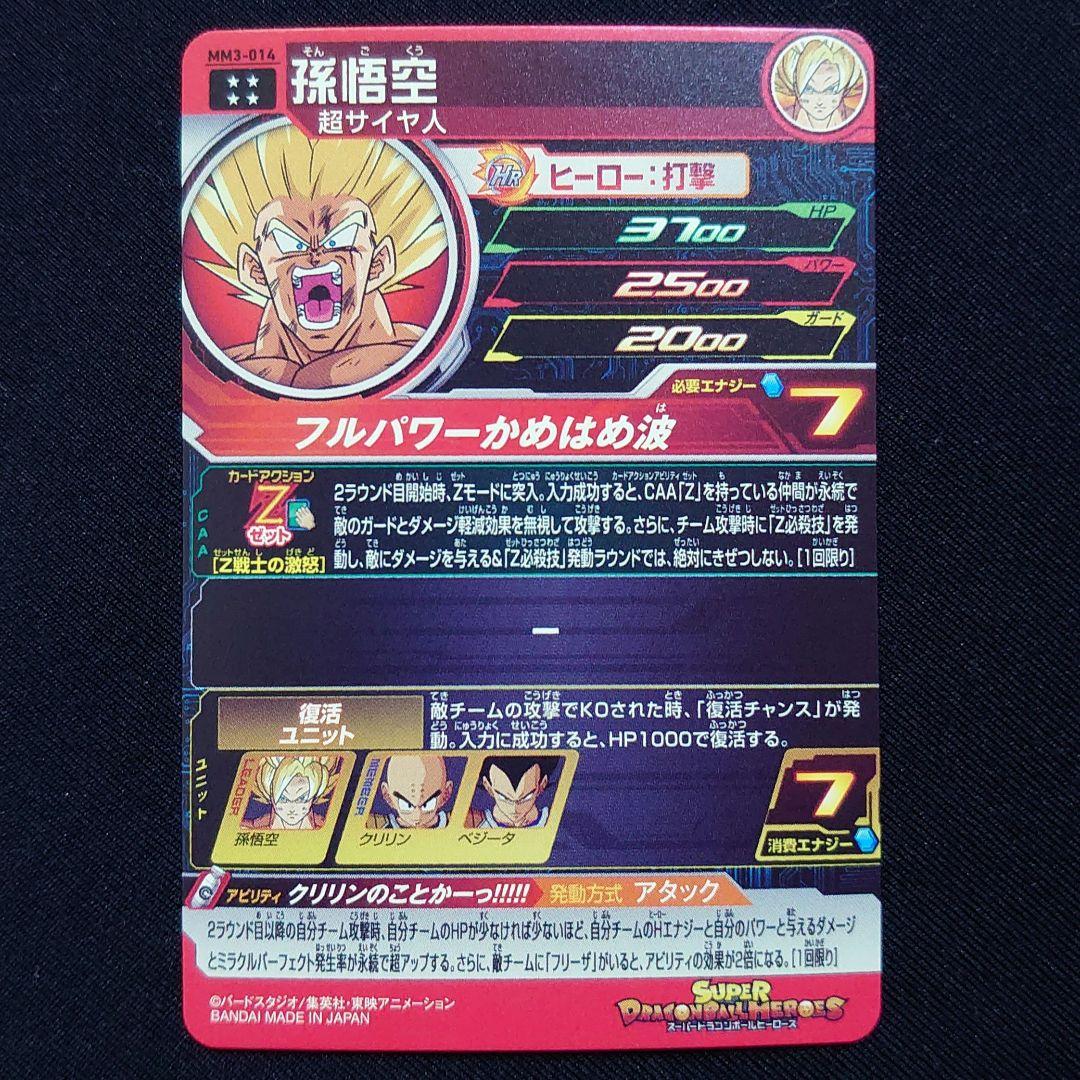 MM3-014
孫悟空
そん ご くう
超サイヤ人
HR
ヒーロー：打撃
HP
3700
パワー
2500
ガード
2000
必要エナジー
7
フルパワーかめはめ波
は
CAA
カードアクション
Z
ゼット
[Z戦士の激怒]
2ラウンド目開始時、Zモードに突入。入力成功すると、CAA「Z」を持っている仲間が永続で
敵のガードとダメージ軽減効果を無視して攻撃する。さらに、チーム攻撃時に「Z必殺技」を発
動し、敵にダメージを与える&「Z必殺技」発動ラウンドでは、絶対にきぜつしない。[1回限り]
ー
ユニット
復活
ユニット
敵チームの攻撃でKOされた時、「復活チャンス」が発
動。入力に成功すると、HP1000で復活する。
LEADER
孫悟空
MEMBER
クリリン
ベジータ
7
消費エナジー
アビリティ クリリンのことかーっ!!!!! 発動方式 アタック
2ラウンド目以降の自分チーム攻撃時、自分チームのHPが少なければ少ないほど、自分チームのHエナジーと自分のパワーと与えるダメージ
とミラクルパーフェクト発生率が永続で超アップする。さらに、敵チームに「フリーザ」がいると、アビリティの効果が2倍になる。[1回限り]
©バードスタジオ/集英社・東映アニメーション
BANDAI MADE IN JAPAN
SUPER
DRAGONBALL HEROES
スーパードラゴンボールヒーローズ